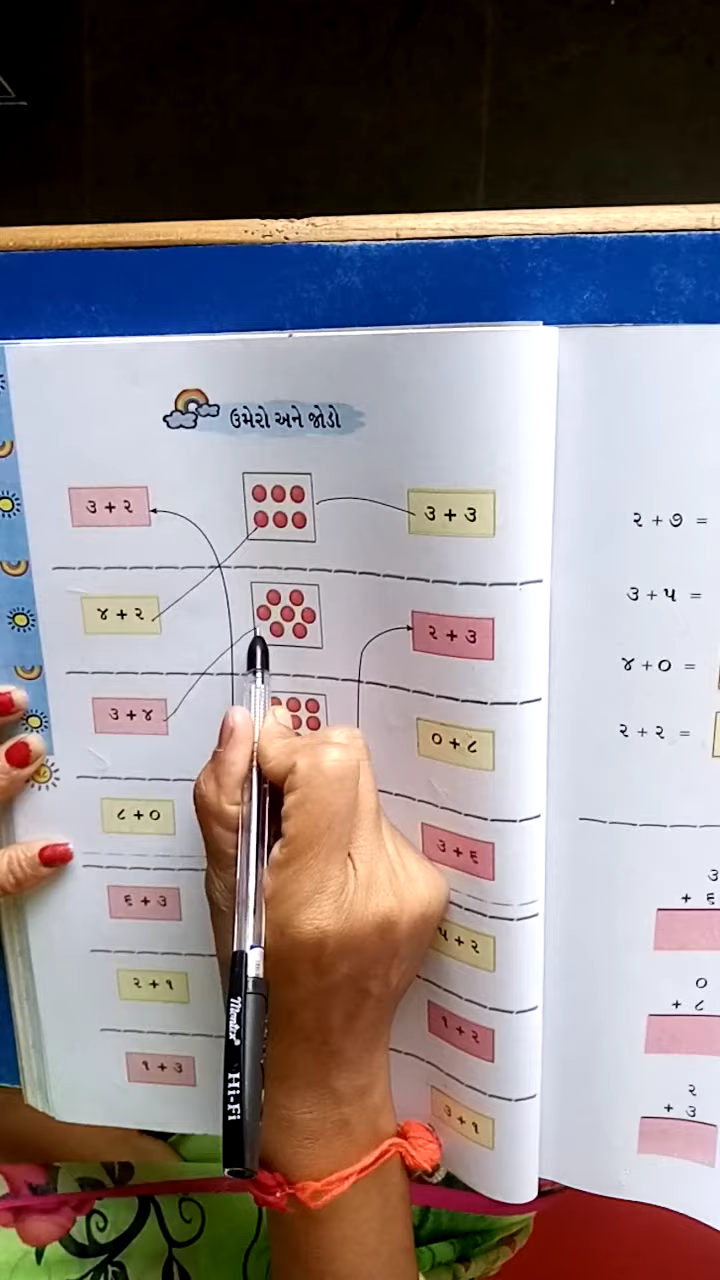 ઉમેરો અને જોડો
૩ + ૨
૩ + ૩
૪ + ૨
૨ + ૩
૩ + ૪
૦ + ૮
૮ + ૦
૩ + ૬
૬ + ૩
૫ + ૨
૨ + ૧
૧ + ૨
૧ + ૩
૩ + ૧
૨ + ૭ =
૩ + ૫ =
૪ + ૦ =
૨ + ૨ =
૩
+ ૬
૦
+ ૮
૨
+ ૩
Montex
Hi-Fi